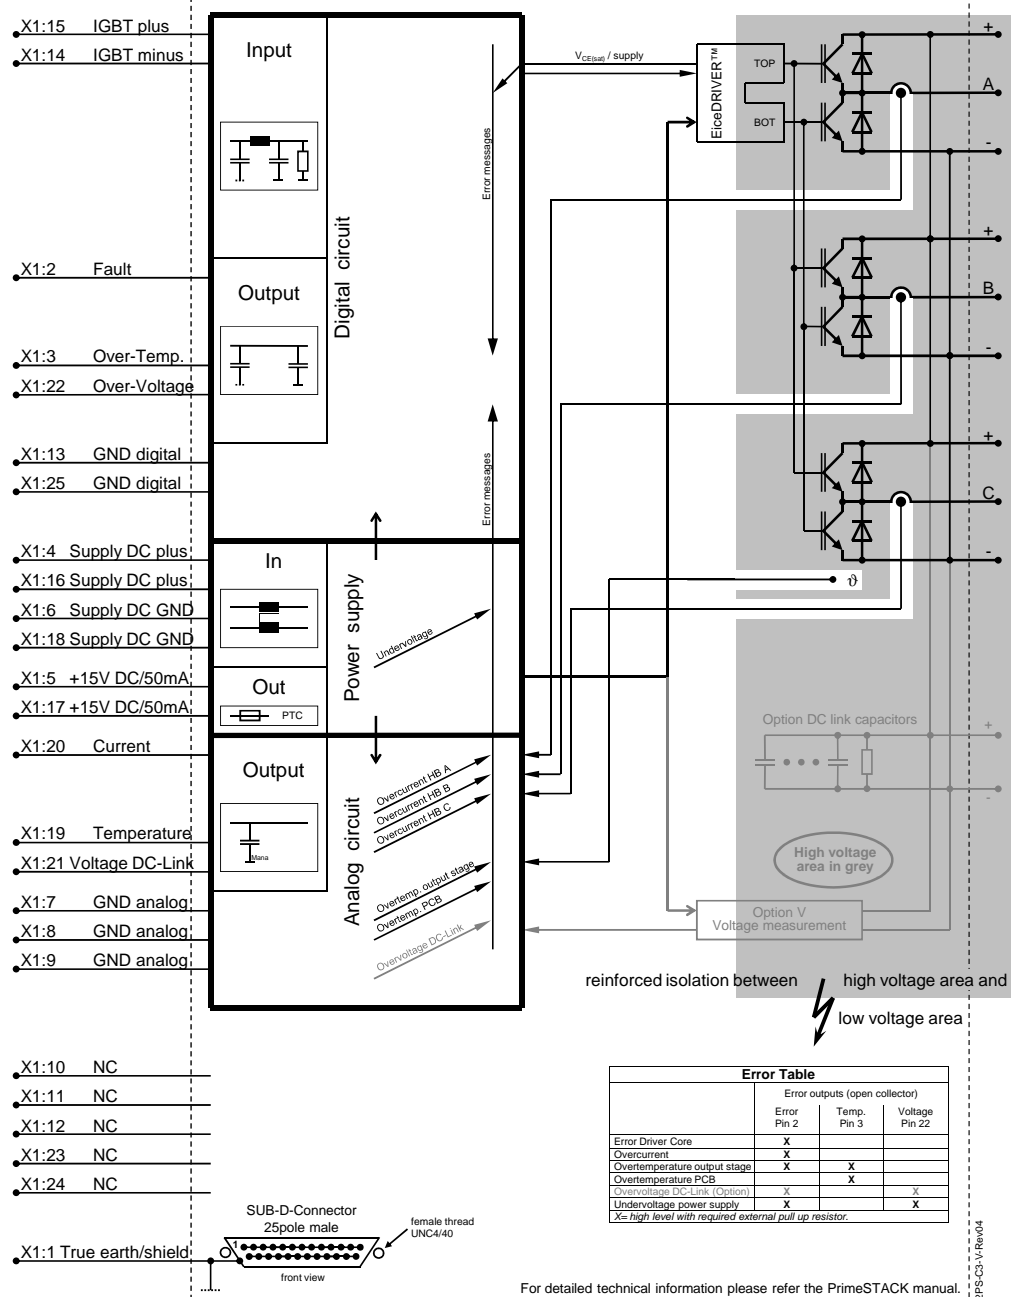 X1:15 IGBT plus
X1:14 IGBT minus
X1:2 Fault
X1:3 Over-Temp.
X1:22 Over-Voltage
X1:13 GND digital
X1:25 GND digital
X1:4 Supply DC plus
X1:16 Supply DC plus
X1:6 Supply DC GND
X1:18 Supply DC GND
X1:5 +15V DC/50mA
X1:17 +15V DC/50mA
X1:20 Current
X1:19 Temperature
X1:21 Voltage DC-Link
X1:7 GND analog
X1:8 GND analog
X1:9 GND analog
X1:10 NC
X1:11 NC
X1:12 NC
X1:23 NC
X1:24 NC
X1:1 True earth/shield
Input
Output
Digital circuit
Error messages
Error messages
In
Out
PTC
Power supply
Undervoltage
Output
Mana
Analog circuit
Overcurrent HB A
Overcurrent HB B
Overcurrent HB C
Overtemp. output stage
Overtemp. PCB
Overvoltage DC-Link
VCE(sat) / supply
EiceDRIVER™
TOP
BOT
+
A
-
+
B
-
+
C
-
ϑ
Option DC link capacitors
+
-
High voltage
area in grey
Option V
Voltage measurement
reinforced isolation between high voltage area and
low voltage area
Error Table
Error outputs (open collector)
Error Temp. Voltage
Pin 2 Pin 3 Pin 22
Error Driver Core X
Overcurrent X
Overtemperature output stage X X
Overtemperature PCB X
Overvoltage DC-Link (Option) X X
Undervoltage power supply X X
X= high level with required external pull up resistor.
SUB-D-Connector
25pole male
1
female thread
UNC4/40
front view
For detailed technical information please refer the PrimeSTACK manual.
PS-C3-V-Rev04